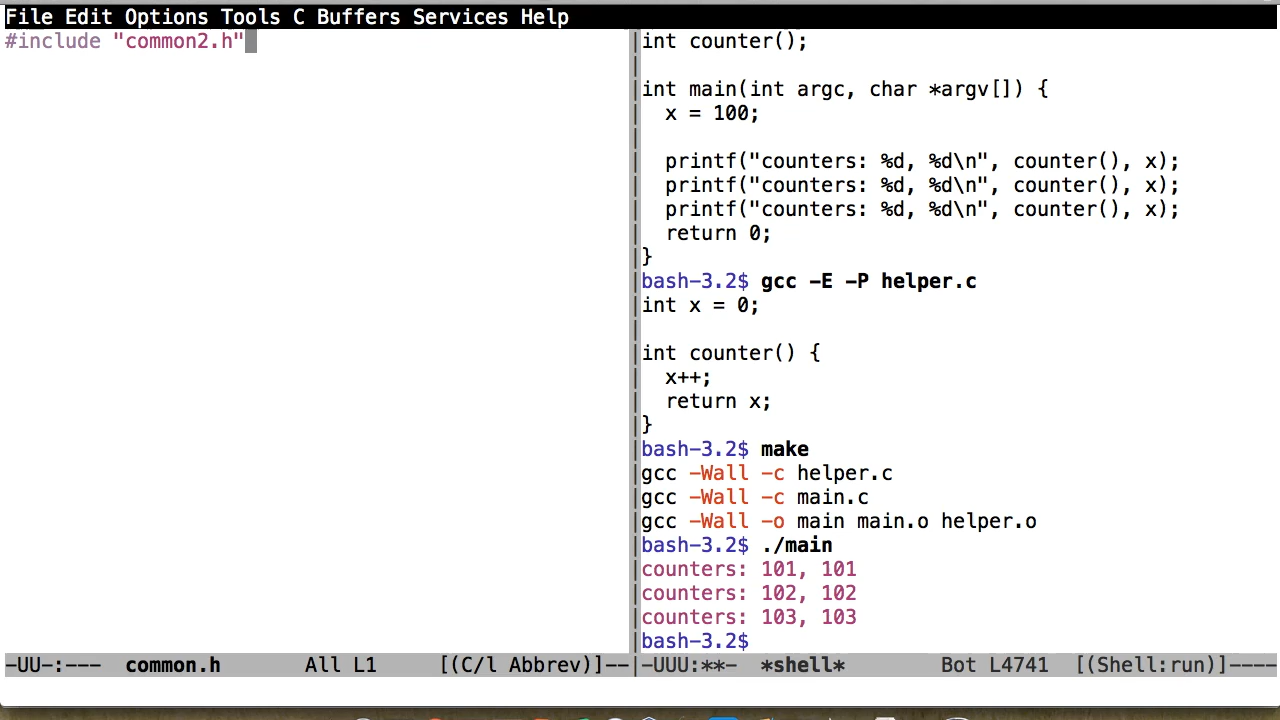 File Edit Options Tools C Buffers Services Help
#include "common2.h"
int counter();
int main(int argc, char *argv[]) {
  x = 100;
  printf("counters: %d, %d\n", counter(), x);
  printf("counters: %d, %d\n", counter(), x);
  printf("counters: %d, %d\n", counter(), x);
  return 0;
}
bash-3.2$ gcc -E -P helper.c
int x = 0;
int counter() {
  x++;
  return x;
}
bash-3.2$ make
gcc -Wall -c helper.c
gcc -Wall -c main.c
gcc -Wall -o main main.o helper.o
bash-3.2$ ./main
counters: 101, 101
counters: 102, 102
counters: 103, 103
bash-3.2$
-UU-:---  common.h       All L1     [(C/l Abbrev)]--
-UUU:**-  *shell*        Bot L4741  [(Shell:run)]----